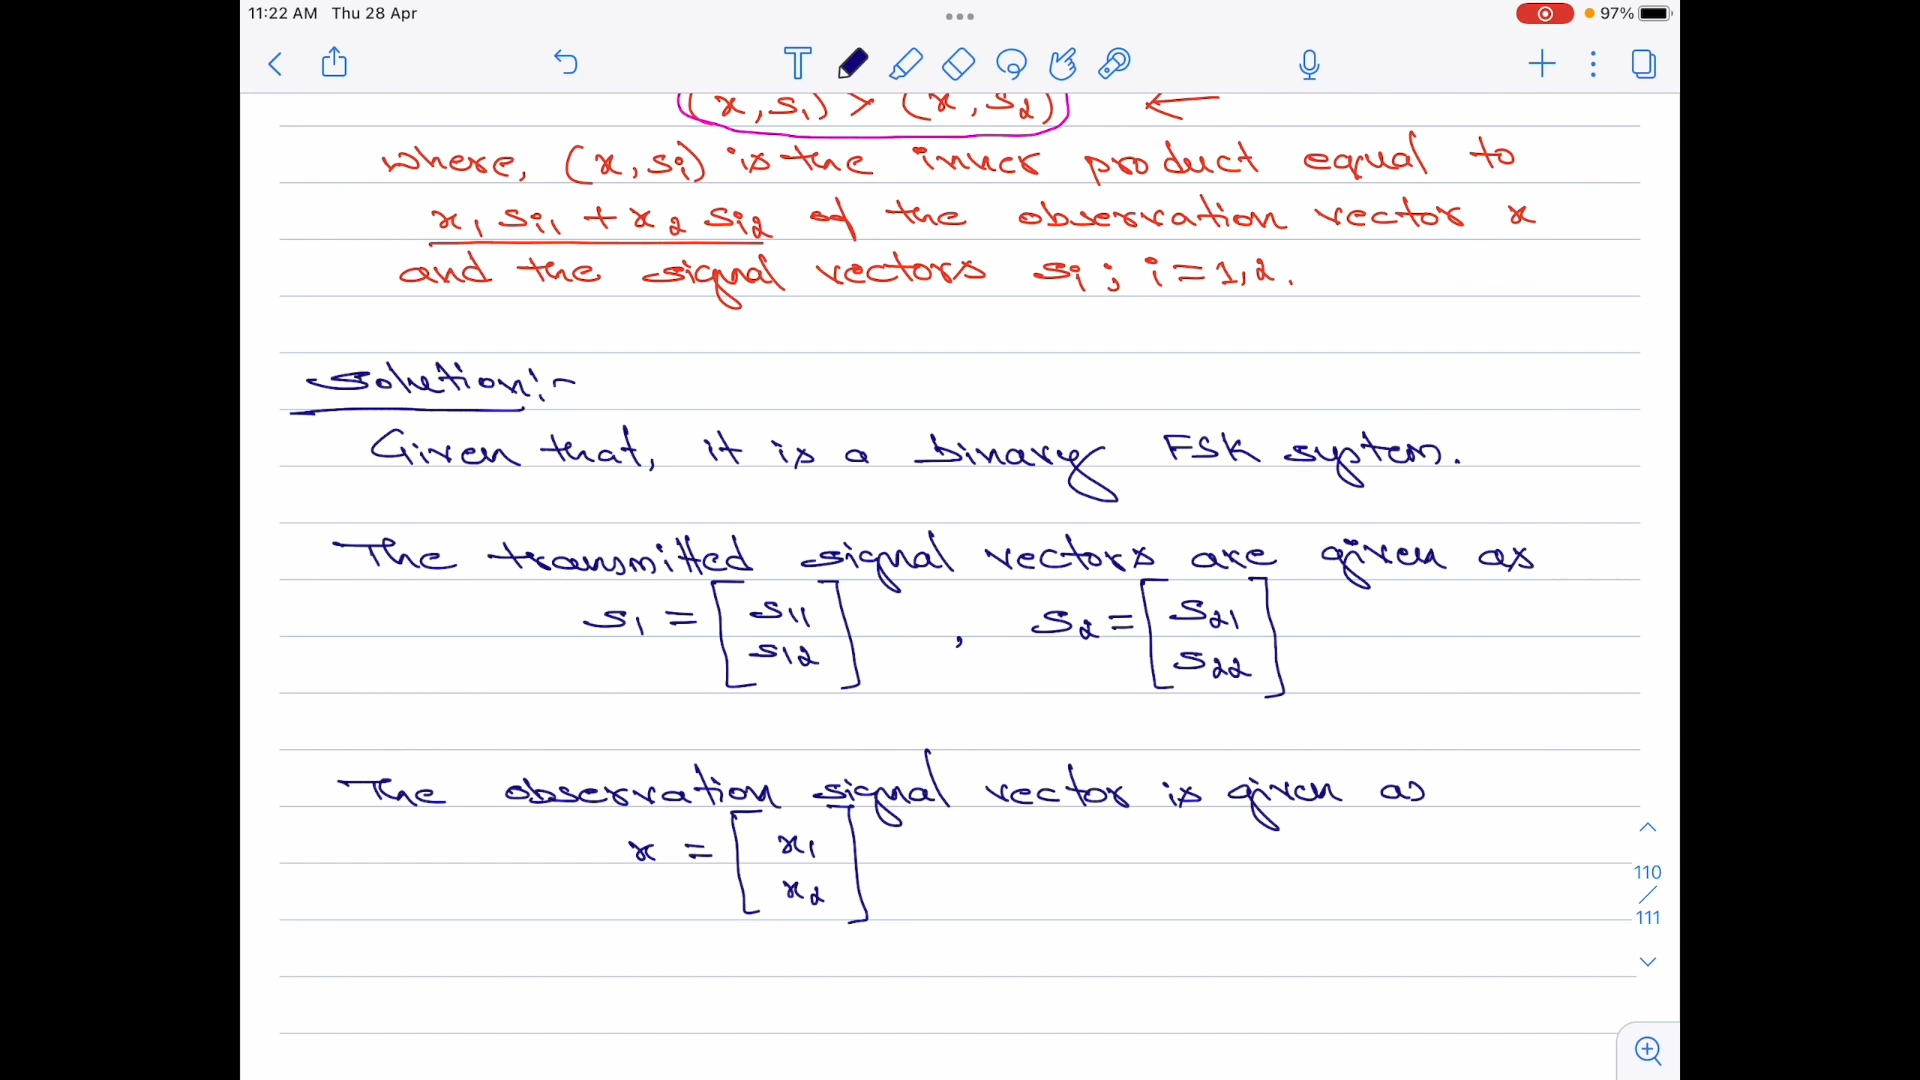 11:22 AM Thu 28 Apr
97%
T
(x, s1) > (x, s2)
where, (x, si) is the inner product equal to
x1 si1 + x2 si2 of the observation vector x
and the signal vectors si ; i = 1, 2.
Solution:-
Given that, it is a binary FSK system.
The transmitted signal vectors are given as
s1 = [ s11 s12 ] , s2 = [ s21 s22 ]
The observation signal vector is given as
x = [ x1 x2 ]
110
/
111